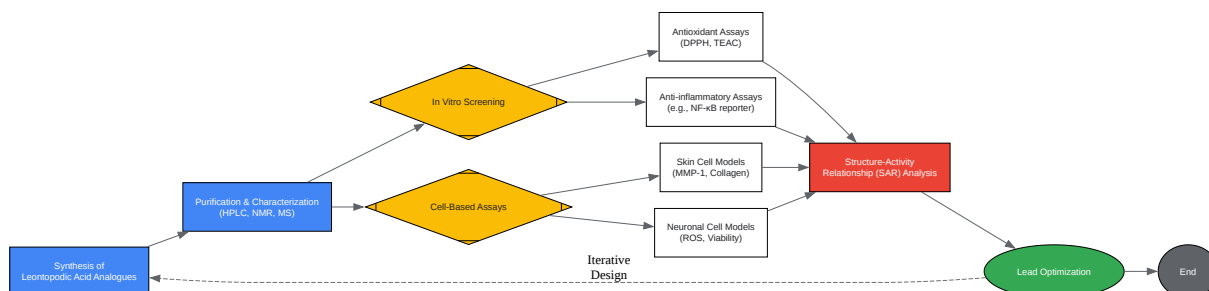 Antioxidant Assays
(DPPH, TEAC)
In Vitro Screening
Anti-inflammatory Assays
(e.g., NF-κB reporter)
Skin Cell Models
(MMP-1, Collagen)
Structure-Activity
Relationship (SAR) Analysis
Purification & Characterization
(HPLC, NMR, MS)
Cell-Based Assays
Neuronal Cell Models
(ROS, Viability)
Synthesis of
Leontopodic Acid Analogues
Iterative
Design
Lead Optimization
End